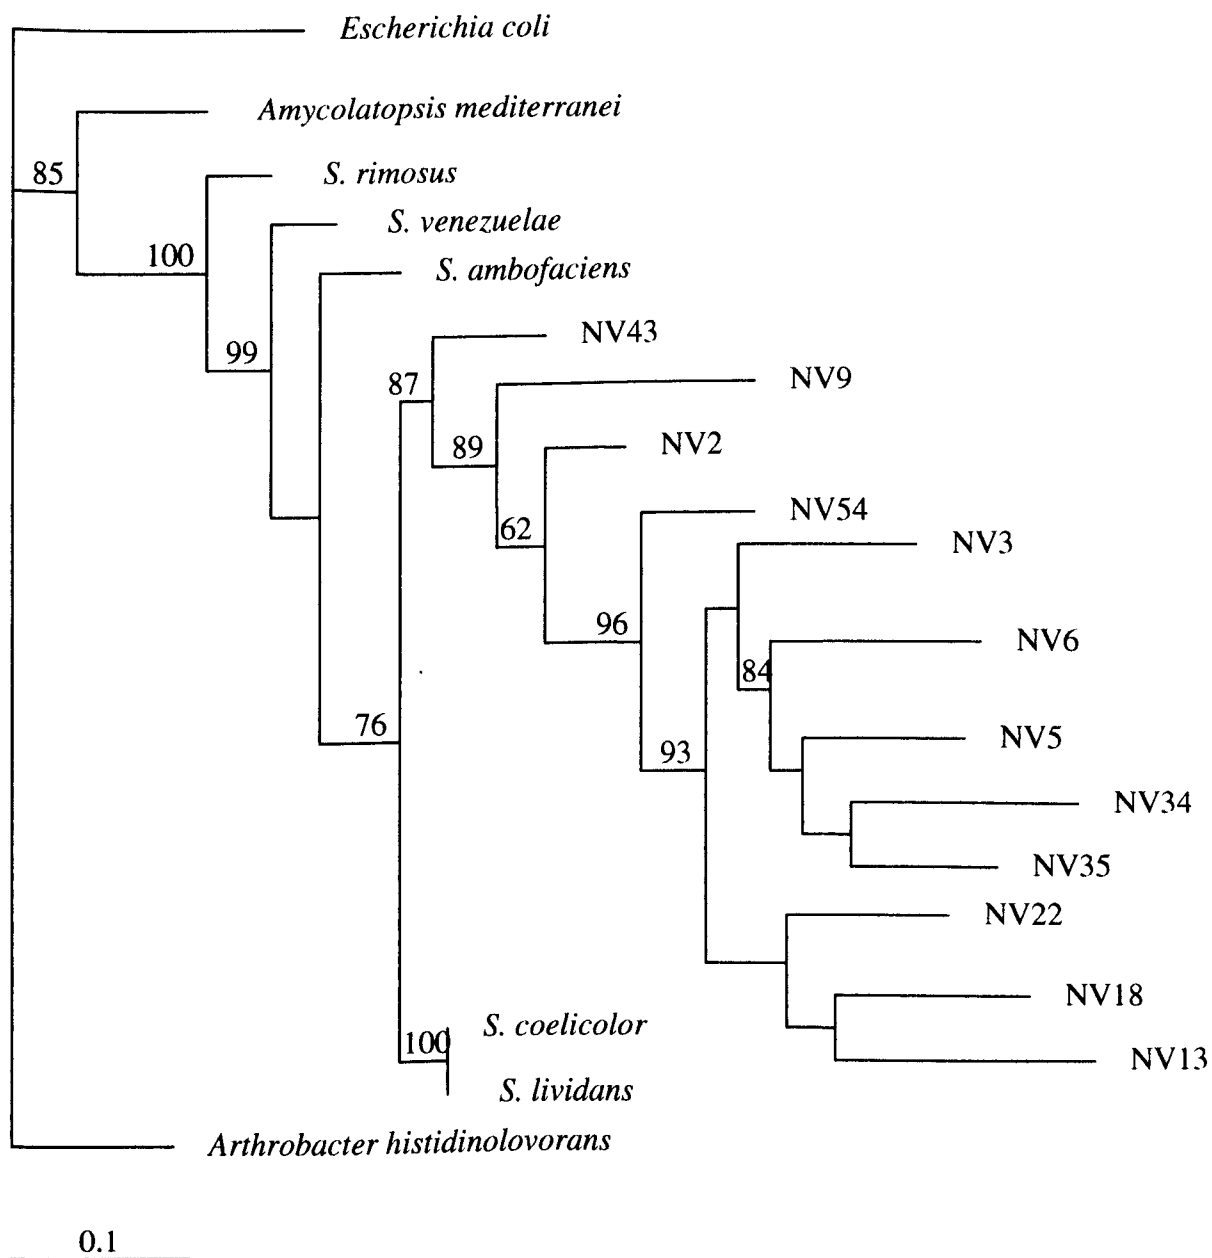 Escherichia coli
Amycolatopsis mediterranei
85
S. rimosus
S. venezuelae
100
S. ambofaciens
NV43
99
NV9
87
NV2
89
NV54
62
NV3
96
NV6
84
NV5
76
93
NV34
NV35
NV22
NV18
S. coelicolor
100
NV13
S. lividans
Arthrobacter histidinolovorans
0.1